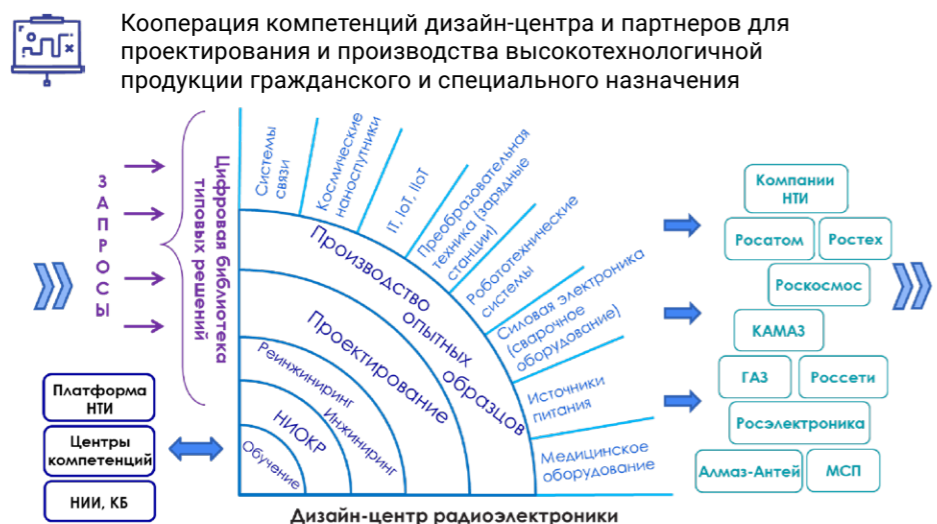 Кооперация компетенций дизайн-центра и партнеров для
проектирования и производства высокотехнологичной
продукции гражданского и специального назначения
ЗАПРОСЫ
Цифровая библиотека
типовых решений
Системы
связи
Космические
наноспутники
IT, IoT, IIoT
Преобразовательная
техника (зарядные
станции)
Робототехнические
системы
Силовая электроника
(сварочное
оборудование)
Источники
питания
Медицинское
оборудование
Производство опытных образцов
Проектирование
Реинжиниринг Инжиниринг
НИОКР
Обучение
Платформа
НТИ
Центры
компетенций
НИИ, КБ
Компании
НТИ
Росатом
Ростех
Роскосмос
КАМАЗ
ГАЗ
Россети
Росэлектроника
Алмаз-Антей
МСП
Дизайн-центр радиоэлектроники